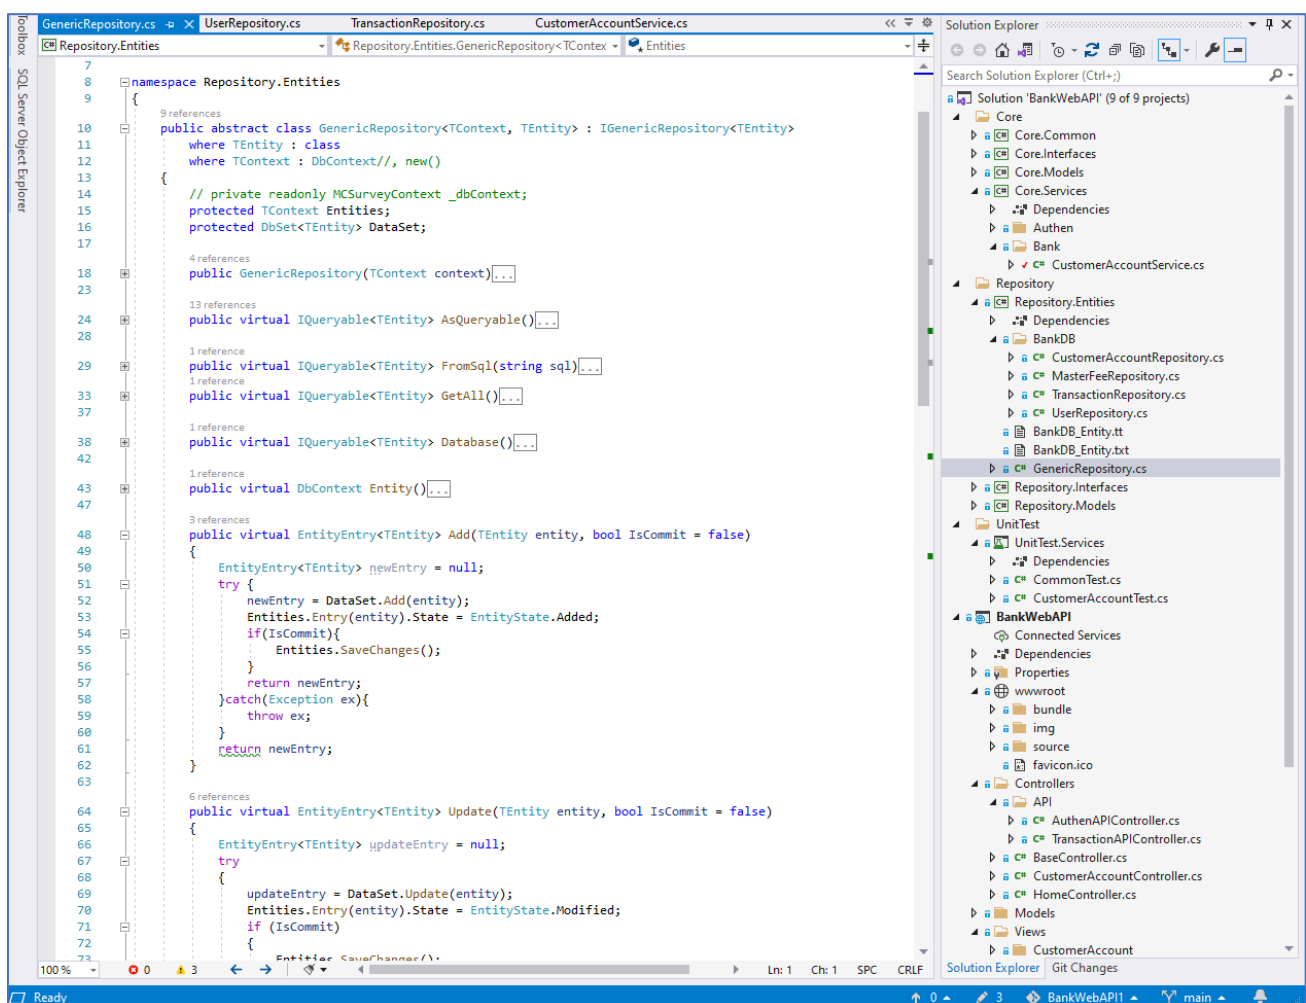 GenericRepository.cs
UserRepository.cs
TransactionRepository.cs
CustomerAccountService.cs
Toolbox
SQL Server Object Explorer
C# Repository.Entities
Repository.Entities.GenericRepository<TContex
Entities
7
8 namespace Repository.Entities
9 {
9 references
10 public abstract class GenericRepository<TContext, TEntity> : IGenericRepository<TEntity>
11 where TEntity : class
12 where TContext : DbContext//, new()
13 {
14 // private readonly MCSurveyContext _dbContext;
15 protected TContext Entities;
16 protected DbSet<TEntity> DataSet;
17
4 references
18 public GenericRepository(TContext context)...
23
13 references
24 public virtual IQueryable<TEntity> AsQueryable()...
28
1 reference
29 public virtual IQueryable<TEntity> FromSql(string sql)...
1 reference
33 public virtual IQueryable<TEntity> GetAll()...
37
1 reference
38 public virtual IQueryable<TEntity> Database()...
42
1 reference
43 public virtual DbContext Entity()...
47
3 references
48 public virtual EntityEntry<TEntity> Add(TEntity entity, bool IsCommit = false)
49 {
50 EntityEntry<TEntity> newEntry = null;
51 try {
52 newEntry = DataSet.Add(entity);
53 Entities.Entry(entity).State = EntityState.Added;
54 if(IsCommit){
55 Entities.SaveChanges();
56 }
57 return newEntry;
58 }catch(Exception ex){
59 throw ex;
60 }
61 return newEntry;
62 }
63
6 references
64 public virtual EntityEntry<TEntity> Update(TEntity entity, bool IsCommit = false)
65 {
66 EntityEntry<TEntity> updateEntry = null;
67 try
68 {
69 updateEntry = DataSet.Update(entity);
70 Entities.Entry(entity).State = EntityState.Modified;
71 if (IsCommit)
72 {
73 Entities.SaveChanges();
100 %
0
3
Ln: 1
Ch: 1
SPC
CRLF
Solution Explorer
Search Solution Explorer (Ctrl+;)
Solution 'BankWebAPI' (9 of 9 projects)
Core
C# Core.Common
C# Core.Interfaces
C# Core.Models
C# Core.Services
Dependencies
Authen
Bank
C# CustomerAccountService.cs
Repository
C# Repository.Entities
Dependencies
BankDB
C# CustomerAccountRepository.cs
C# MasterFeeRepository.cs
C# TransactionRepository.cs
C# UserRepository.cs
BankDB_Entity.tt
BankDB_Entity.txt
C# GenericRepository.cs
C# Repository.Interfaces
C# Repository.Models
UnitTest
UnitTest.Services
Dependencies
C# CommonTest.cs
C# CustomerAccountTest.cs
BankWebAPI
Connected Services
Dependencies
Properties
wwwroot
bundle
img
source
favicon.ico
Controllers
API
C# AuthenAPIController.cs
C# TransactionAPIController.cs
C# BaseController.cs
C# CustomerAccountController.cs
C# HomeController.cs
Models
Views
CustomerAccount
Solution Explorer
Git Changes
Ready
0
3
BankWebAPI1
main